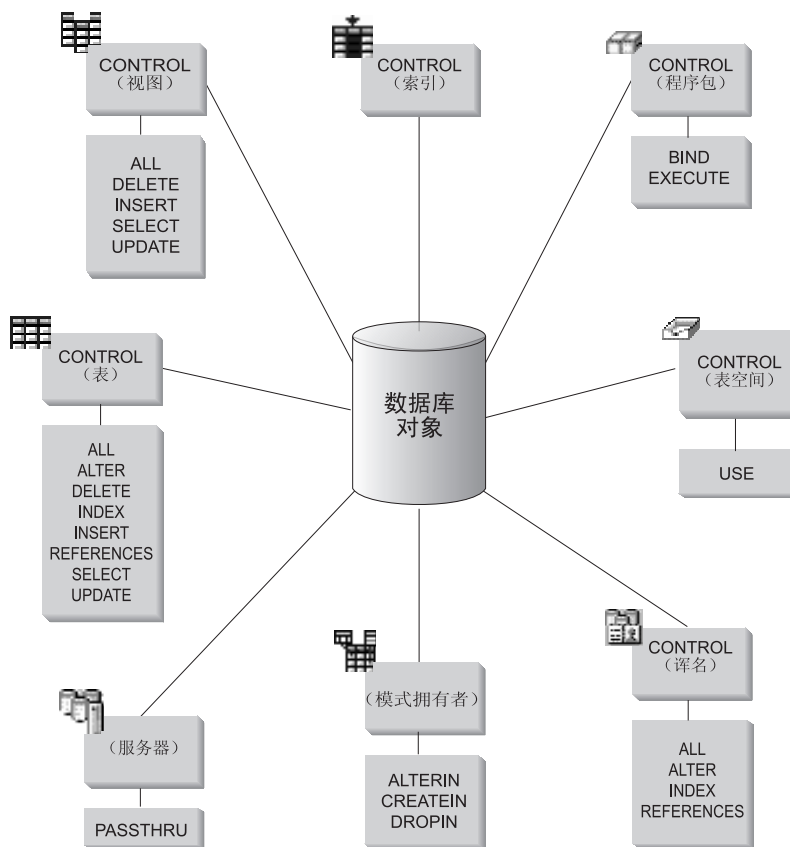 CONTROL
（视图）
ALL
DELETE
INSERT
SELECT
UPDATE
CONTROL
（索引）
CONTROL
（程序包）
BIND
EXECUTE
CONTROL
（表）
ALL
ALTER
DELETE
INDEX
INSERT
REFERENCES
SELECT
UPDATE
数据库
对象
CONTROL
（表空间）
USE
（服务器）
PASSTHRU
（模式拥有者）
ALTERIN
CREATEIN
DROPIN
CONTROL
（诨名）
ALL
ALTER
INDEX
REFERENCES